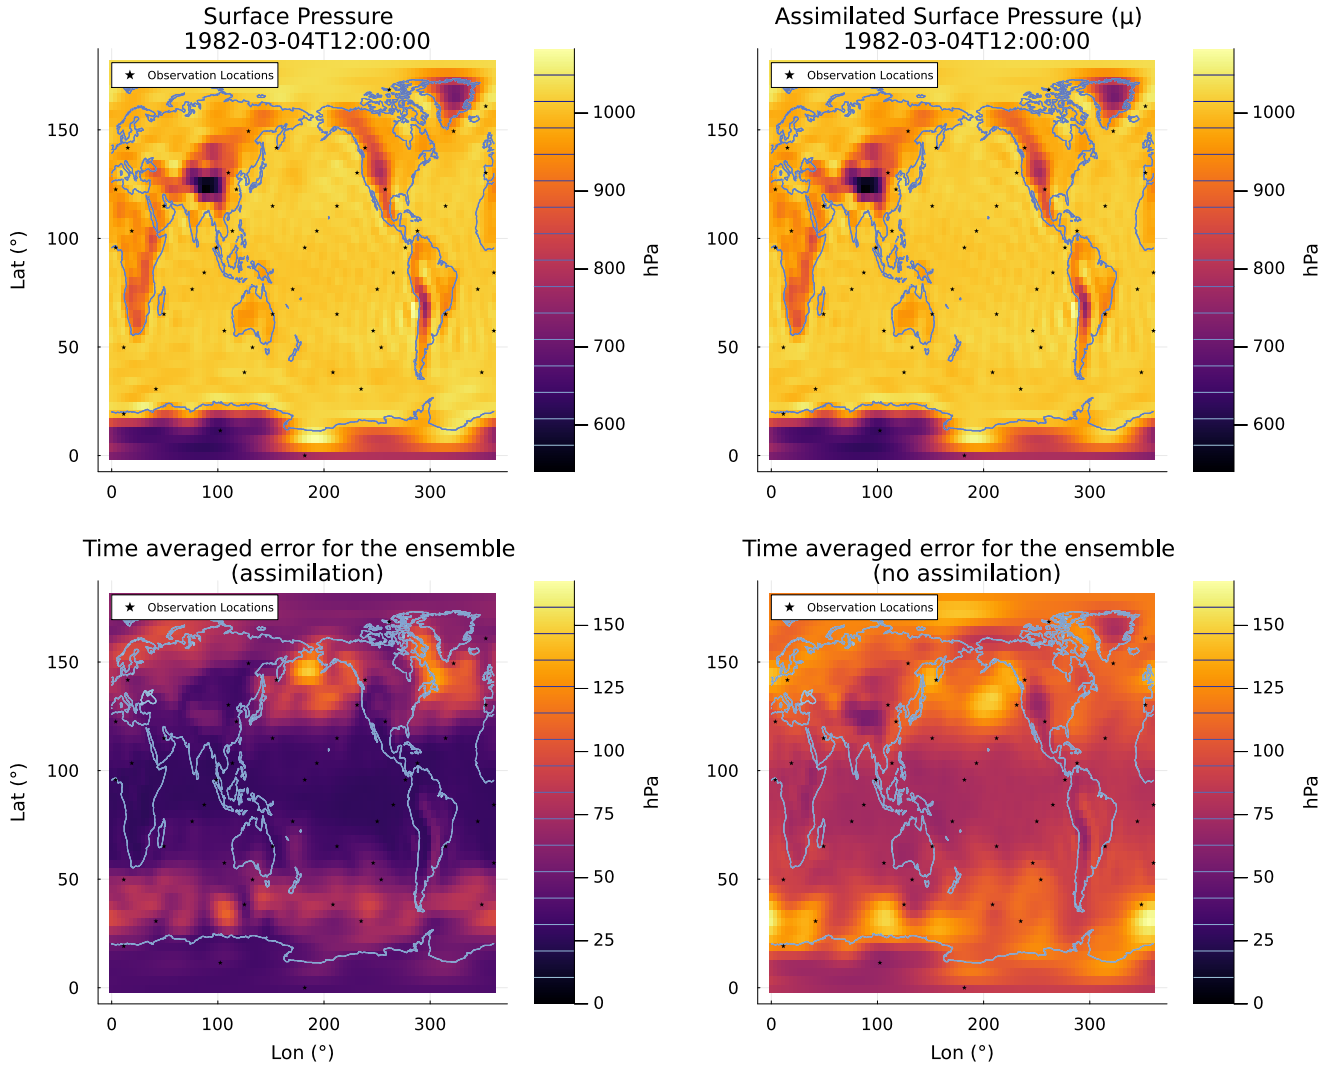 Surface Pressure
1982-03-04T12:00:00
Observation Locations
Lat (°)
150
100
50
0
0
100
200
300
1000
900
800
700
600
hPa
Assimilated Surface Pressure (μ)
1982-03-04T12:00:00
Observation Locations
150
100
50
0
0
100
200
300
1000
900
800
700
600
hPa
Time averaged error for the ensemble
(assimilation)
Observation Locations
Lat (°)
150
100
50
0
0
100
200
300
Lon (°)
150
125
100
75
50
25
0
hPa
Time averaged error for the ensemble
(no assimilation)
Observation Locations
150
100
50
0
0
100
200
300
Lon (°)
150
125
100
75
50
25
0
hPa